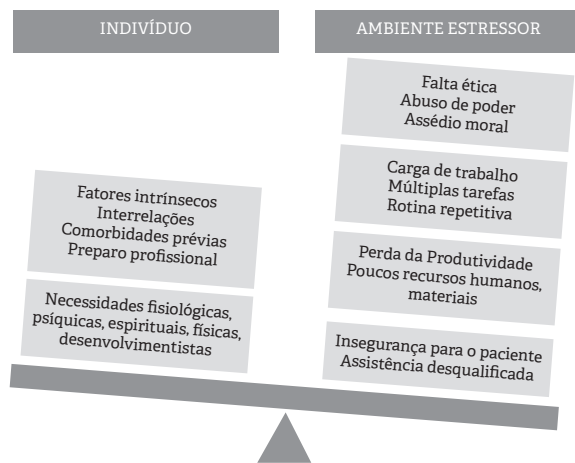 INDIVÍDUO
Fatores intrínsecos
Interrelações
Comorbidades prévias
Preparo profissional
Necessidades fisiológicas,
psíquicas, espirituais, físicas,
desenvolvimentistas
AMBIENTE ESTRESSOR
Falta ética
Abuso de poder
Assédio moral
Carga de trabalho
Múltiplas tarefas
Rotina repetitiva
Perda da Produtividade
Poucos recursos humanos,
materiais
Insegurança para o paciente
Assistência desqualificada